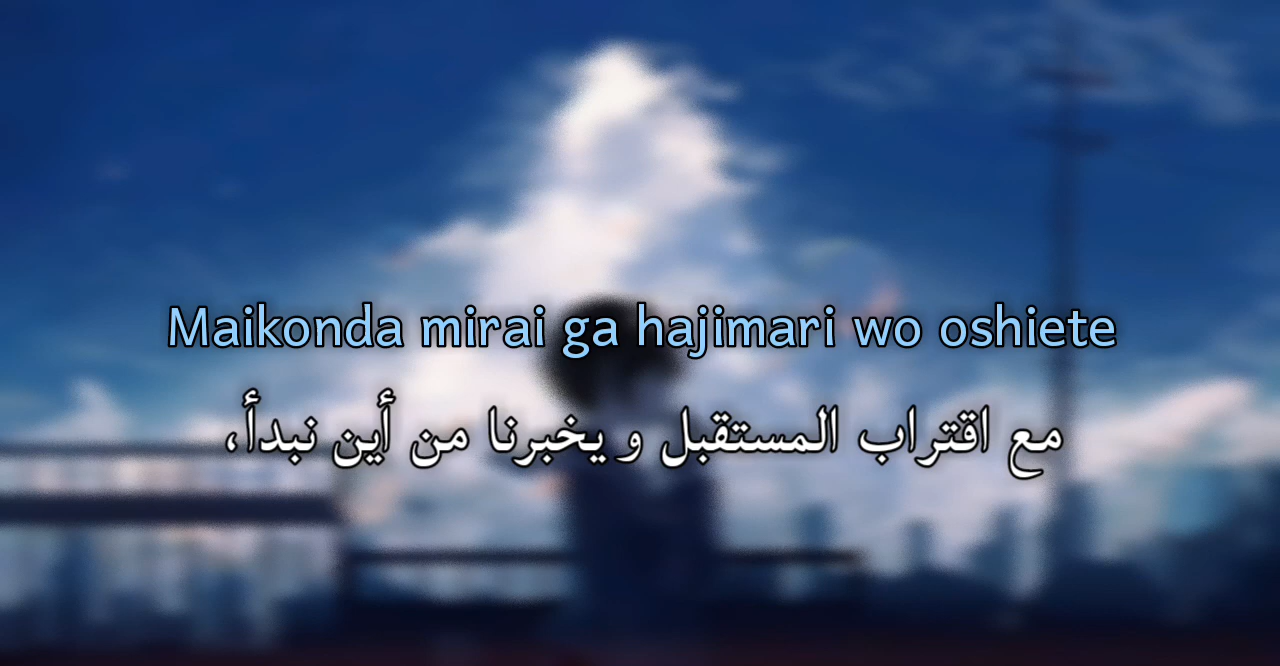 Maikonda mirai ga hajimari wo oshiete
مع اقتراب المستقبل و يخبرنا من أين نبدأ،